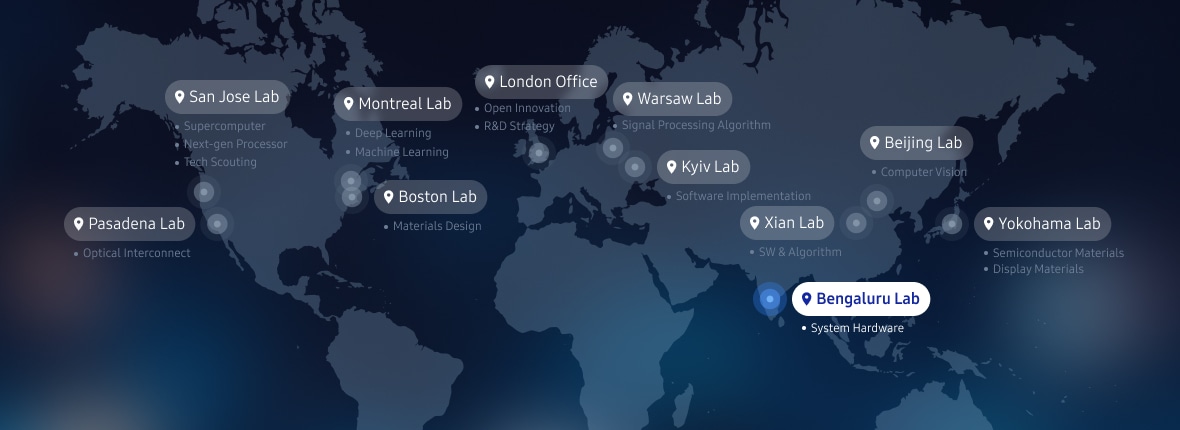 San Jose Lab
Supercomputer
Next-gen Processor
Tech Scouting
Montreal Lab
Deep Learning
Machine Learning
London Office
Open Innovation
R&D Strategy
Warsaw Lab
Signal Processing Algorithm
Kyiv Lab
Software Implementation
Beijing Lab
Computer Vision
Boston Lab
Materials Design
Pasadena Lab
Optical Interconnect
Xian Lab
SW & Algorithm
Yokohama Lab
Semiconductor Materials
Display Materials
Bengaluru Lab
System Hardware